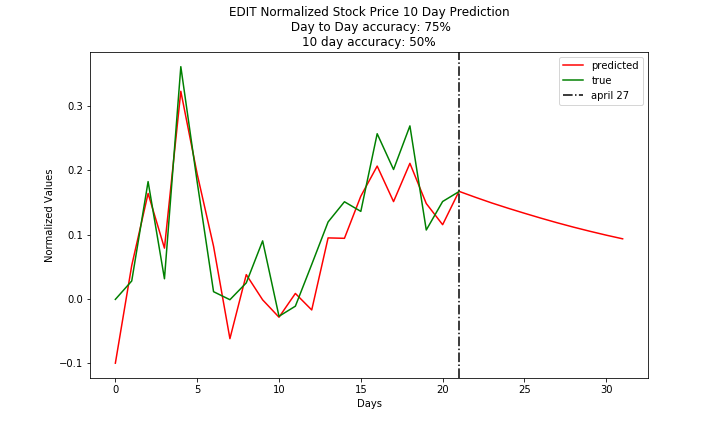 EDIT Normalized Stock Price 10 Day Prediction
Day to Day accuracy: 75%
10 day accuracy: 50%
predicted
true
april 27
Normalized Values
0.3
0.2
0.1
0.0
−0.1
0 5 10 15 20 25 30
Days